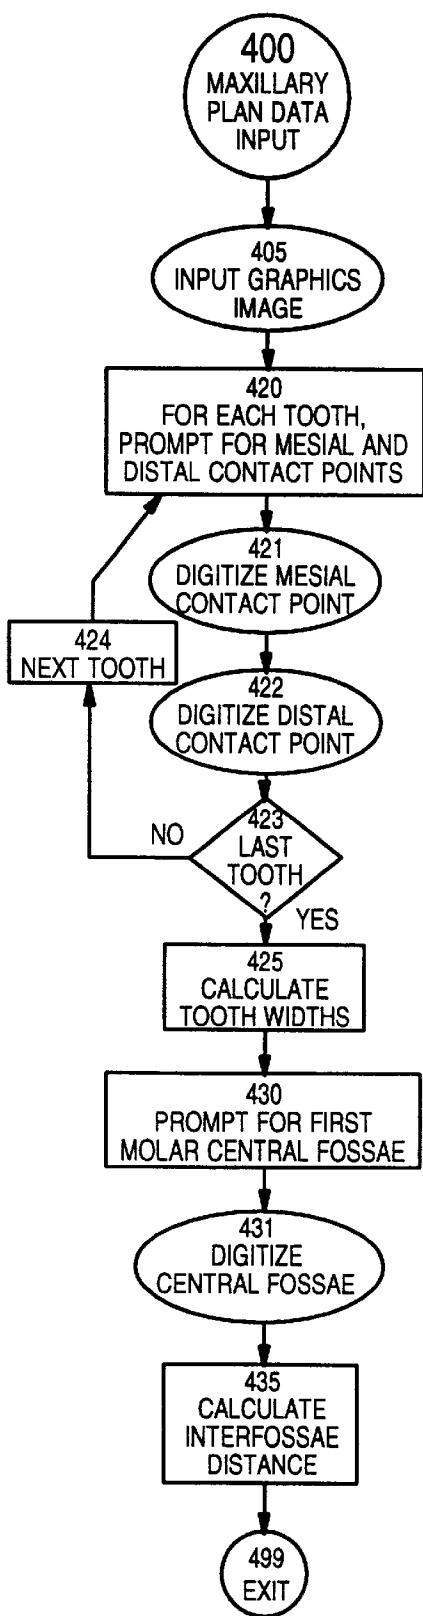 400
MAXILLARY
PLAN DATA
INPUT
405
INPUT GRAPHICS
IMAGE
420
FOR EACH TOOTH,
PROMPT FOR MESIAL AND
DISTAL CONTACT POINTS
421
DIGITIZE MESIAL
CONTACT POINT
424
NEXT TOOTH
422
DIGITIZE DISTAL
CONTACT POINT
423
LAST
TOOTH
?
NO
YES
425
CALCULATE
TOOTH WIDTHS
430
PROMPT FOR FIRST
MOLAR CENTRAL FOSSAE
431
DIGITIZE
CENTRAL FOSSAE
435
CALCULATE
INTERFOSSAE
DISTANCE
499
EXIT